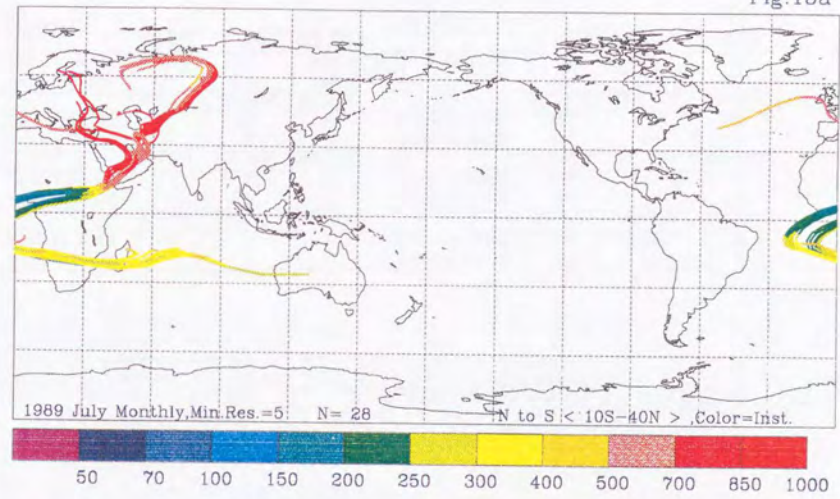 Fig.18a
1989 July Monthly,Min.Res.=5 N= 28 N to S < 10S-40N > ,Color=Inst.
50 70 100 150 200 250 300 400 500 700 850 1000